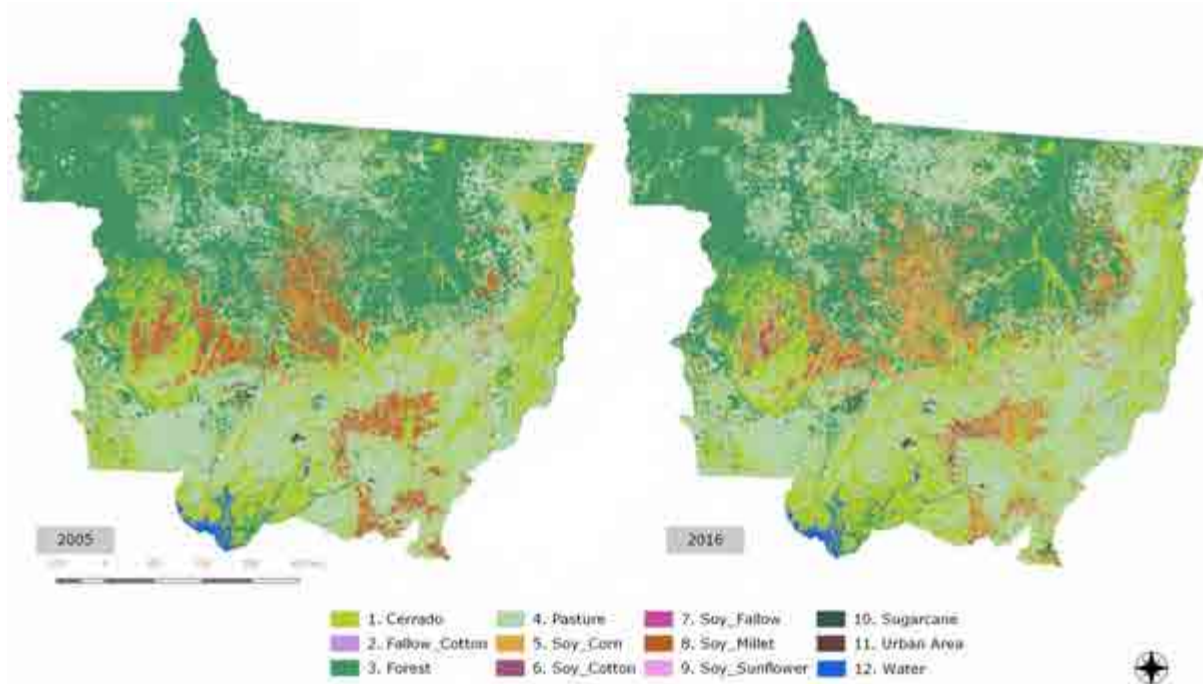 2005
2016
1. Cerrado
2. Fallow_Cotton
3. Forest
4. Pasture
5. Soy_Corn
6. Soy_Cotton
7. Soy_Fallow
8. Soy_Millet
9. Soy_Sunflower
10. Sugarcane
11. Urban Area
12. Water